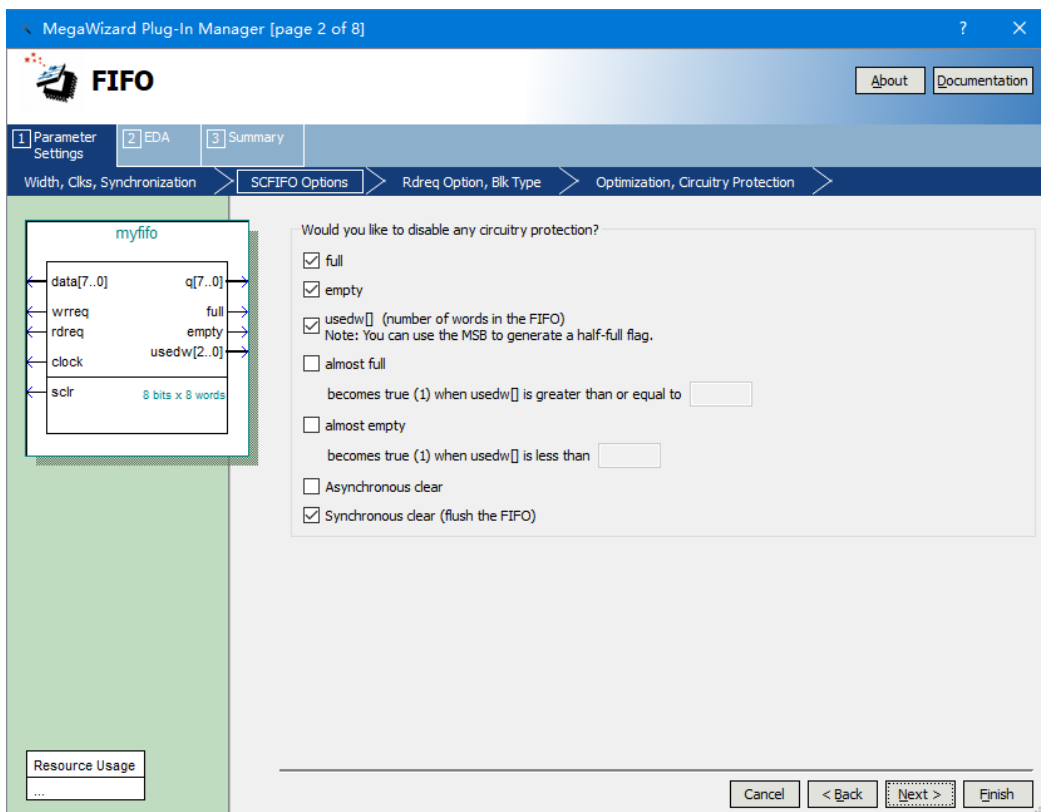 MegaWizard Plug-In Manager [page 2 of 8]
?
FIFO
About
Documentation
1 Parameter Settings
2 EDA
3 Summary
Width, Clks, Synchronization
SCFIFO Options
Rdreq Option, Blk Type
Optimization, Circuitry Protection
myfifo
data[7..0]
q[7..0]
wrreq
full
rdreq
empty
usedw[2..0]
clock
sclr
8 bits x 8 words
Would you like to disable any circuitry protection?
full
empty
usedw[] (number of words in the FIFO)
Note: You can use the MSB to generate a half-full flag.
almost full
becomes true (1) when usedw[] is greater than or equal to
almost empty
becomes true (1) when usedw[] is less than
Asynchronous clear
Synchronous clear (flush the FIFO)
Resource Usage
...
Cancel
< Back
Next >
Finish